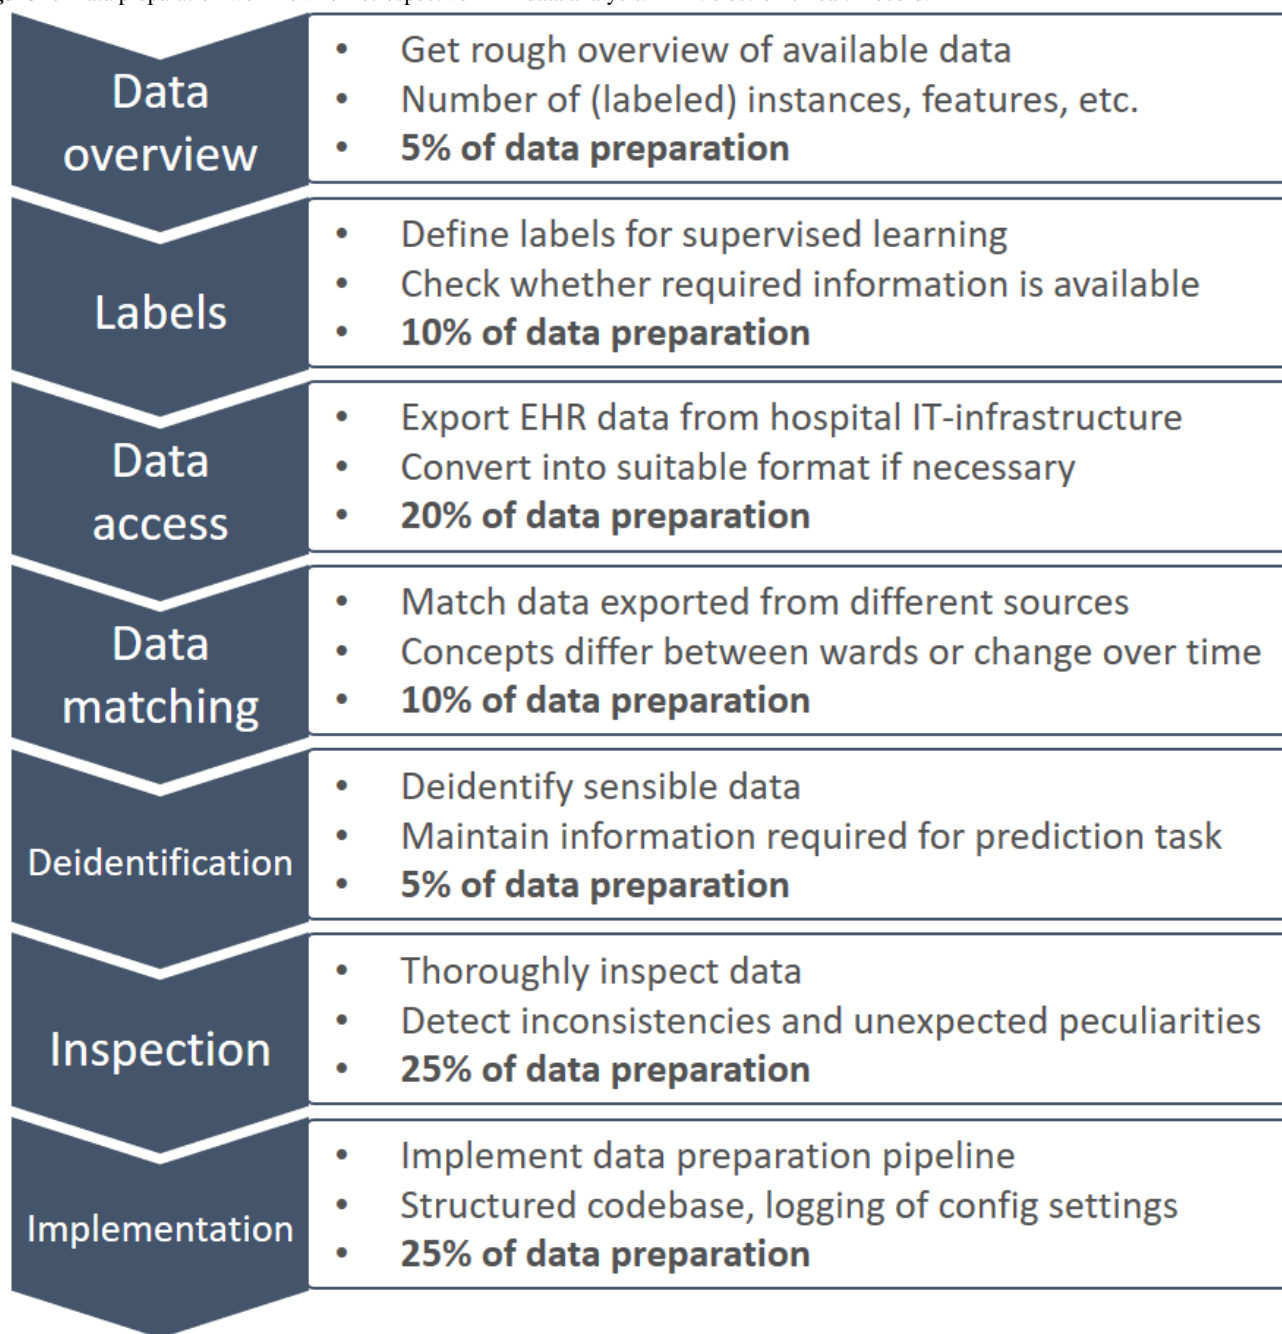 Data
overview
• Get rough overview of available data
• Number of (labeled) instances, features, etc.
• 5% of data preparation
Labels
• Define labels for supervised learning
• Check whether required information is available
• 10% of data preparation
Data
access
• Export EHR data from hospital IT-infrastructure
• Convert into suitable format if necessary
• 20% of data preparation
Data
matching
• Match data exported from different sources
• Concepts differ between wards or change over time
• 10% of data preparation
Deidentification
• Deidentify sensible data
• Maintain information required for prediction task
• 5% of data preparation
Inspection
• Thoroughly inspect data
• Detect inconsistencies and unexpected peculiarities
• 25% of data preparation
Implementation
• Implement data preparation pipeline
• Structured codebase, logging of config settings
• 25% of data preparation